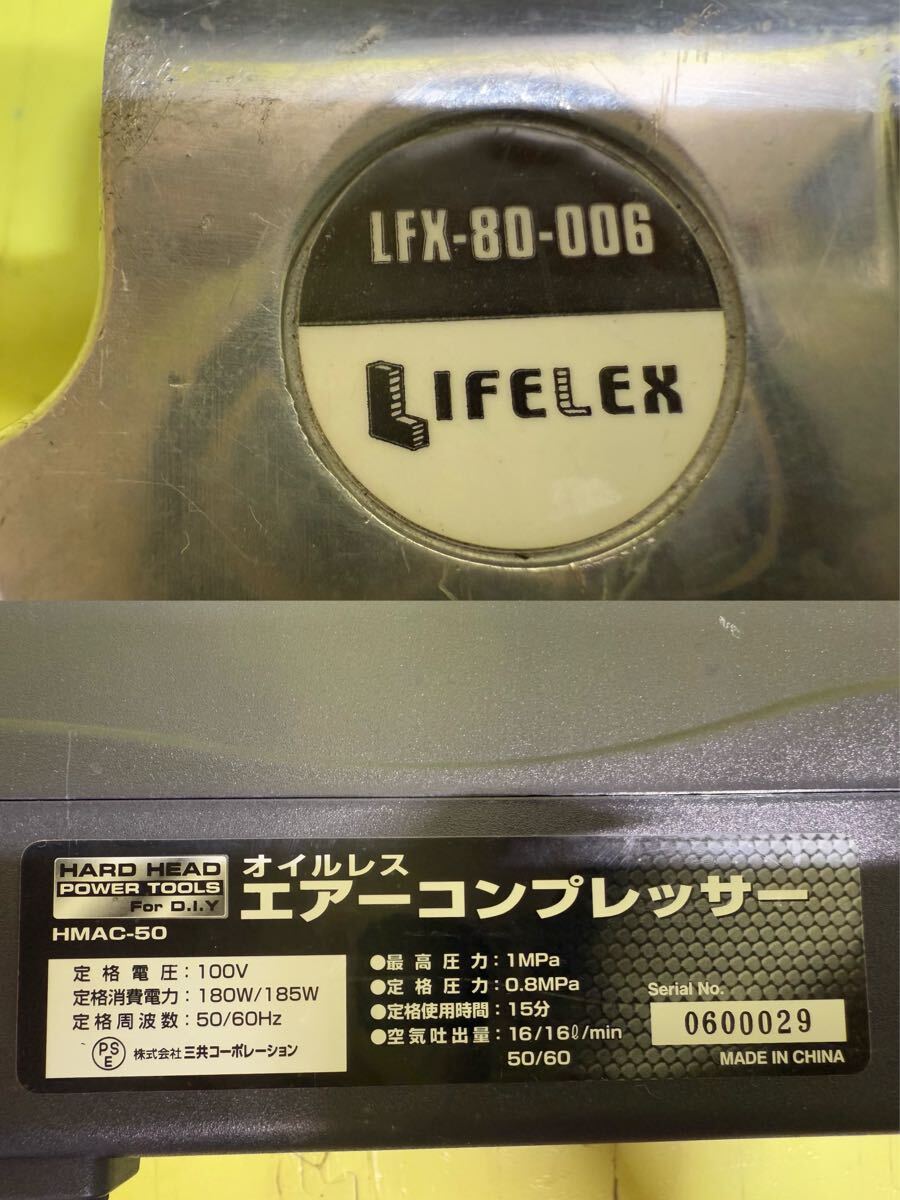 LFX-80-006
LIFELEX
HARD HEAD
POWER TOOLS
For D.I.Y
オイルレス
エアーコンプレッサー
HMAC-50
定格電圧:100V
定格消費電力:180W/185W
定格周波数:50/60Hz
PSE 株式会社 三共コーポレーション
●最高圧力:1MPa
●定格圧力:0.8MPa
●定格使用時間:15分
●空気吐出量:16/16ℓ/min
50/60
Serial No.
0600029
MADE IN CHINA